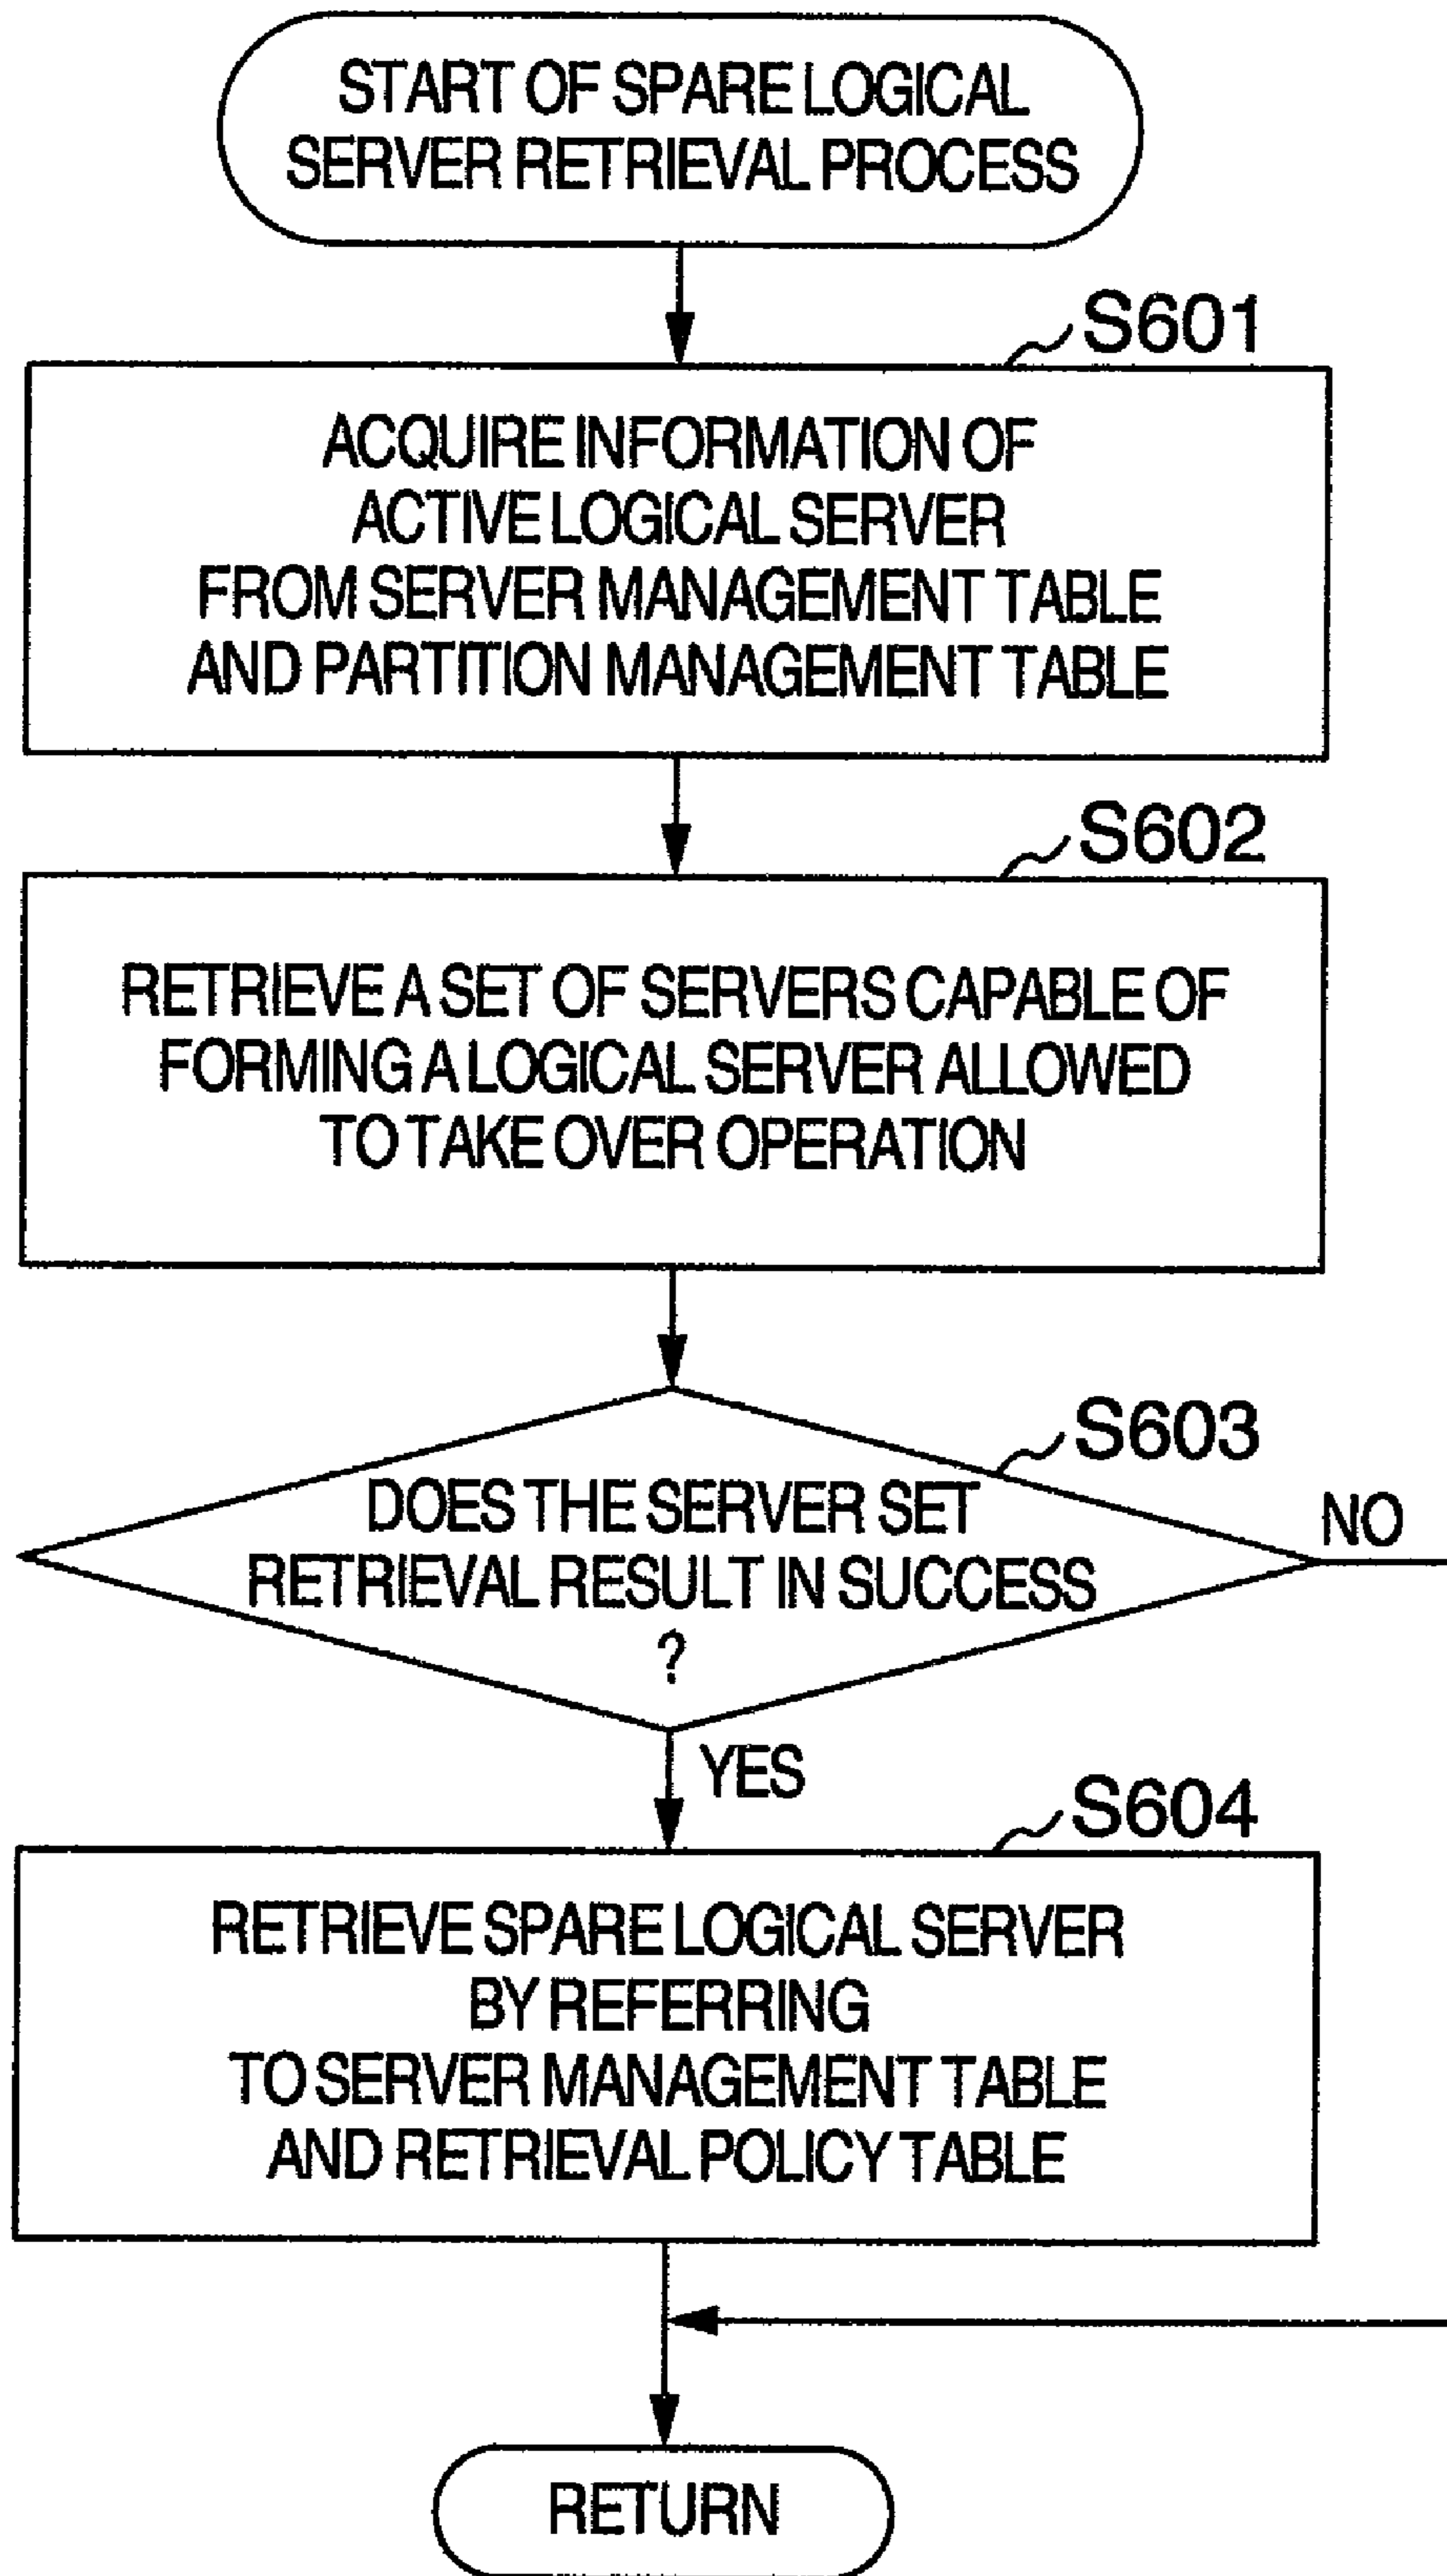 START OF SPARE LOGICAL
SERVER RETRIEVAL PROCESS
S601
ACQUIRE INFORMATION OF
ACTIVE LOGICAL SERVER
FROM SERVER MANAGEMENT TABLE
AND PARTITION MANAGEMENT TABLE
S602
RETRIEVE A SET OF SERVERS CAPABLE OF
FORMING A LOGICAL SERVER ALLOWED
TO TAKE OVER OPERATION
S603
DOES THE SERVER SET
RETRIEVAL RESULT IN SUCCESS
?
NO
YES
S604
RETRIEVE SPARE LOGICAL SERVER
BY REFERRING
TO SERVER MANAGEMENT TABLE
AND RETRIEVAL POLICY TABLE
RETURN